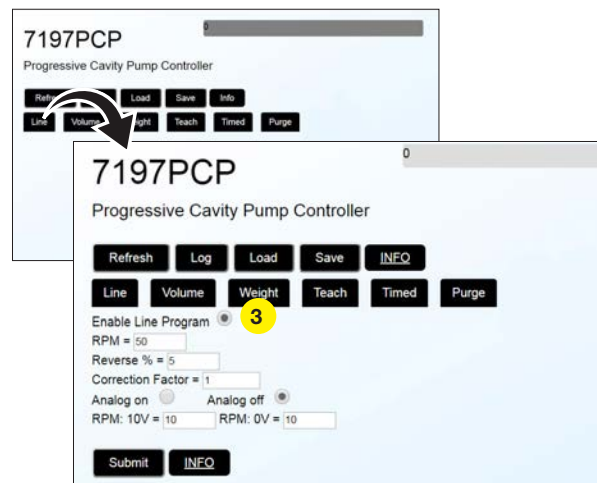 0
7197PCP
Progressive Cavity Pump Controller
Load Save Info
Line Teach Timed Purge
0
7197PCP
Progressive Cavity Pump Controller
Refresh Log Load Save INFO
Line Volume Weight Teach Timed Purge
Enable Line Program 3
RPM = 50
Reverse % = 5
Correction Factor = 1
Analog on Analog off
RPM: 10V = 10 RPM: 0V = 10
Submit INFO